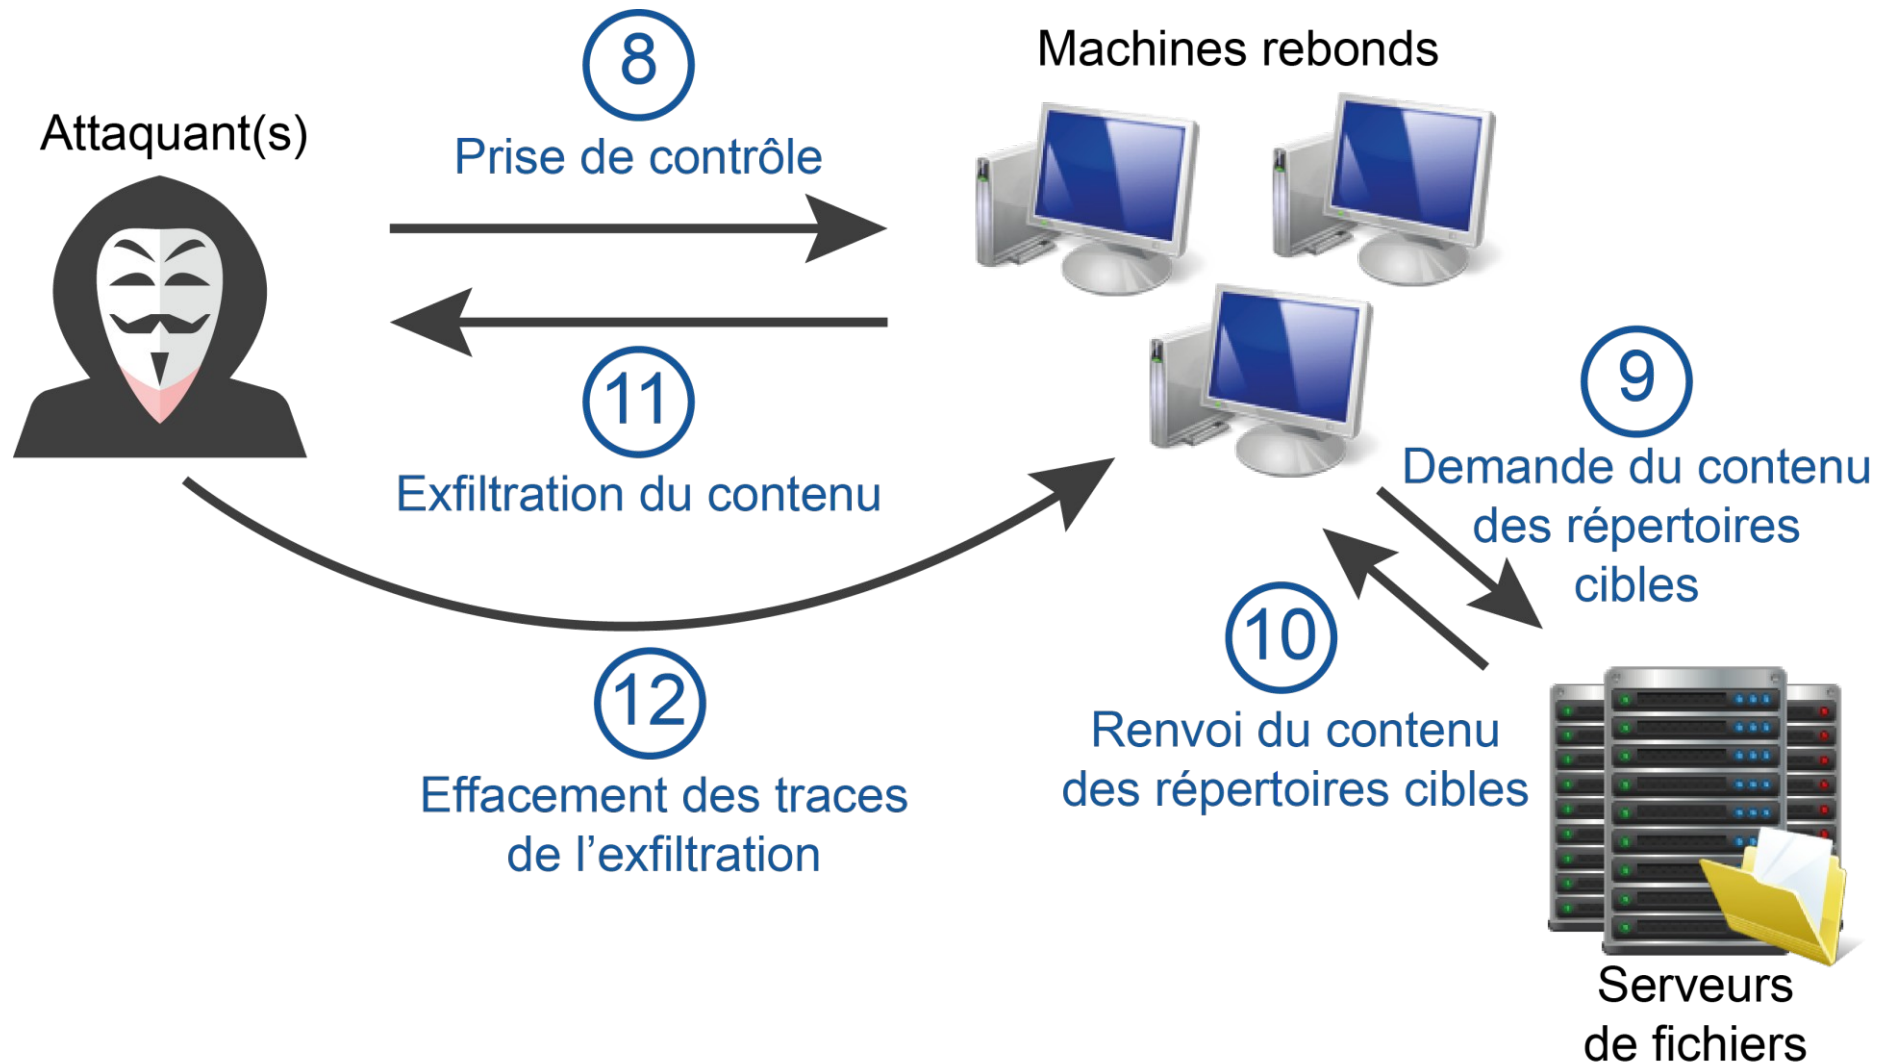 8
Prise de contrôle
Machines rebonds
Attaquant(s)
11
Exfiltration du contenu
9
Demande du contenu
des répertoires
cibles
10
Renvoi du contenu
des répertoires cibles
12
Effacement des traces
de l’exfiltration
Serveurs
de fichiers